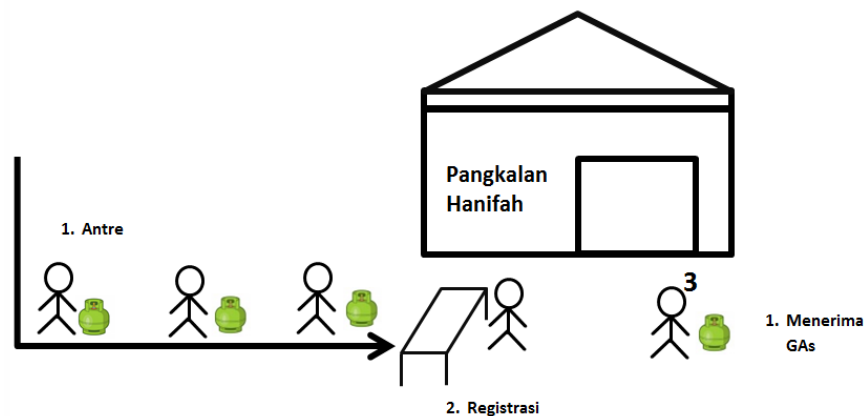 Pangkalan
Hanifah
1. Antre
3
1. Menerima
GAs
2. Registrasi